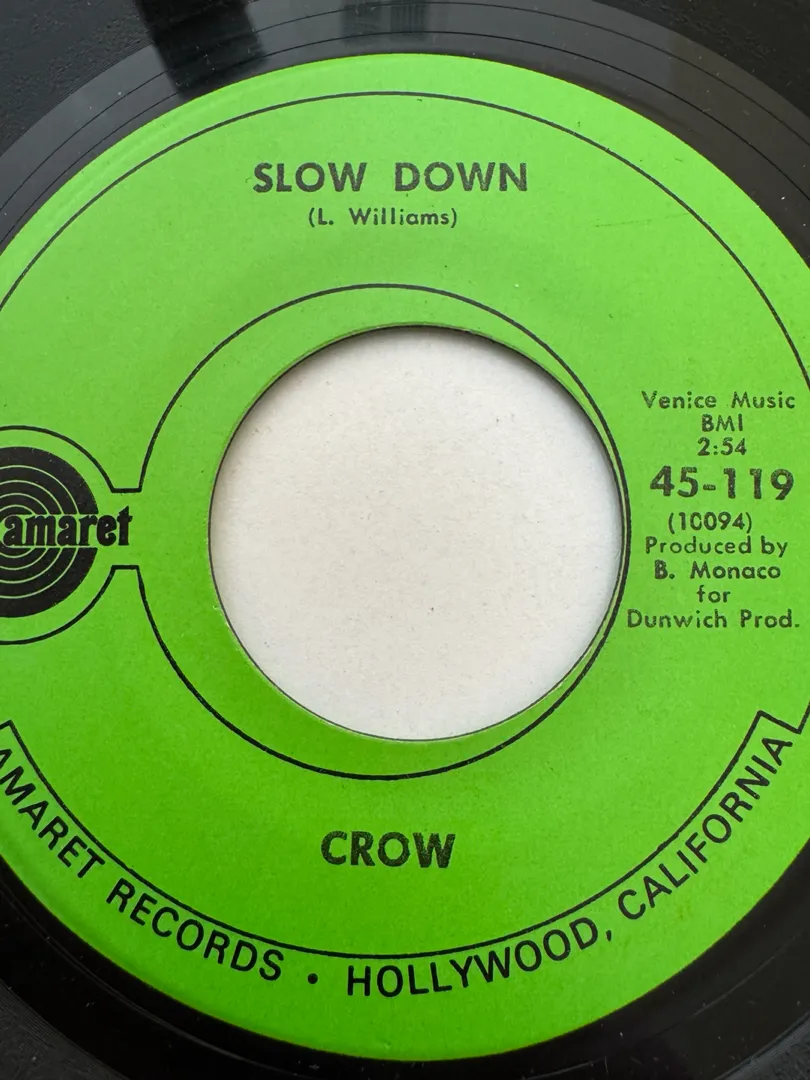 SLOW DOWN
(L. Williams)
Venice Music
BMI
2:54
45-119
(10094)
Produced by
B. Monaco
for
Dunwich Prod.
amaret
CROW
AMARET RECORDS • HOLLYWOOD, CALIFORNIA